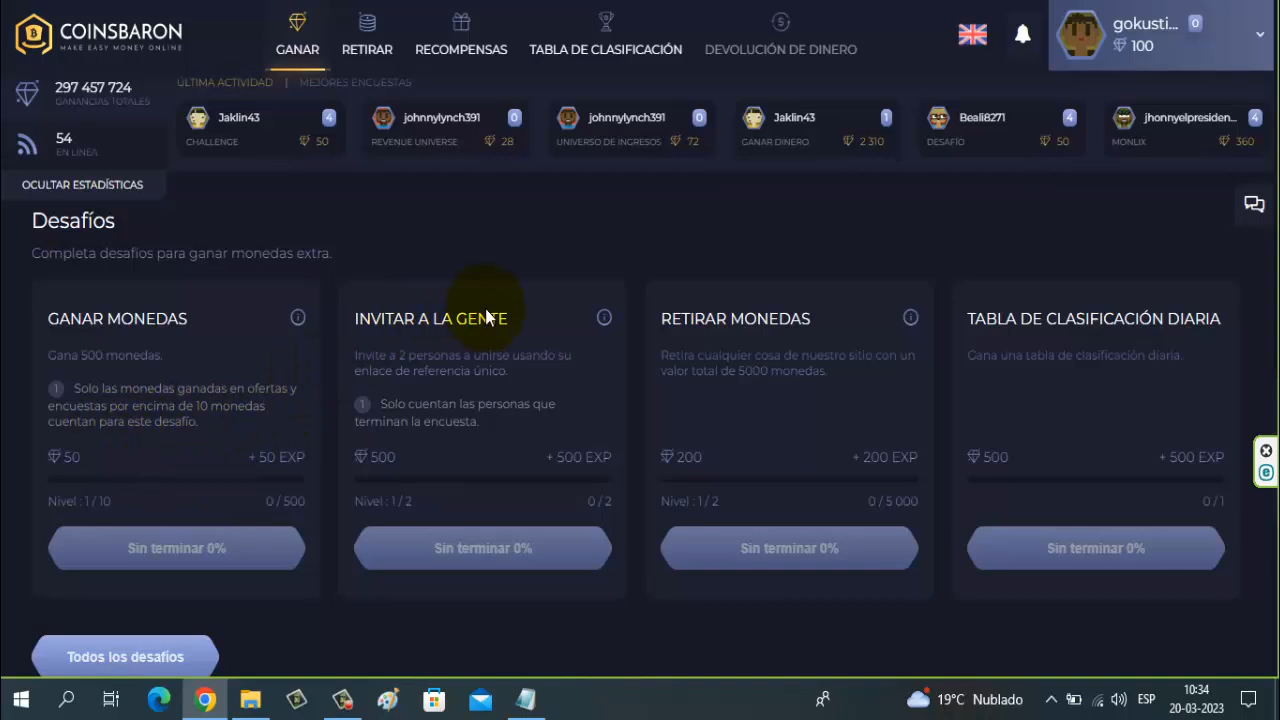 COINSBARON
MAKE EASY MONEY ONLINE
GANAR
RETIRAR
RECOMPENSAS
TABLA DE CLASIFICACIÓN
DEVOLUCIÓN DE DINERO
gokusti...
0
100
297 457 724
GANANCIAS TOTALES
54
EN LÍNEA
OCULTAR ESTADÍSTICAS
ÚLTIMA ACTIVIDAD | MEJORES ENCUESTAS
Jaklin43 4
CHALLENGE 50
johnnylynch391 0
REVENUE UNIVERSE 28
johnnylynch391 0
UNIVERSO DE INGRESOS 72
Jaklin43 1
GANAR DINERO 2 310
Beali8271 4
DESAFÍO 50
jhonnyelpresiden... 4
MONLIX 360
Desafíos
Completa desafíos para ganar monedas extra.
GANAR MONEDAS
Gana 500 monedas.
1 Solo las monedas ganadas en ofertas y
encuestas por encima de 10 monedas
cuentan para este desafío.
50 + 50 EXP
Nivel : 1 / 10 0 / 500
Sin terminar 0%
INVITAR A LA GENTE
Invite a 2 personas a unirse usando su
enlace de referencia único.
1 Solo cuentan las personas que
terminan la encuesta.
500 + 500 EXP
Nivel : 1 / 2 0 / 2
Sin terminar 0%
RETIRAR MONEDAS
Retira cualquier cosa de nuestro sitio con un
valor total de 5000 monedas.
200 + 200 EXP
Nivel : 1 / 2 0 / 5 000
Sin terminar 0%
TABLA DE CLASIFICACIÓN DIARIA
Gana una tabla de clasificación diaria.
500 + 500 EXP
0 / 1
Sin terminar 0%
Todos los desafíos
19°C Nublado
ESP
10:34
20-03-2023